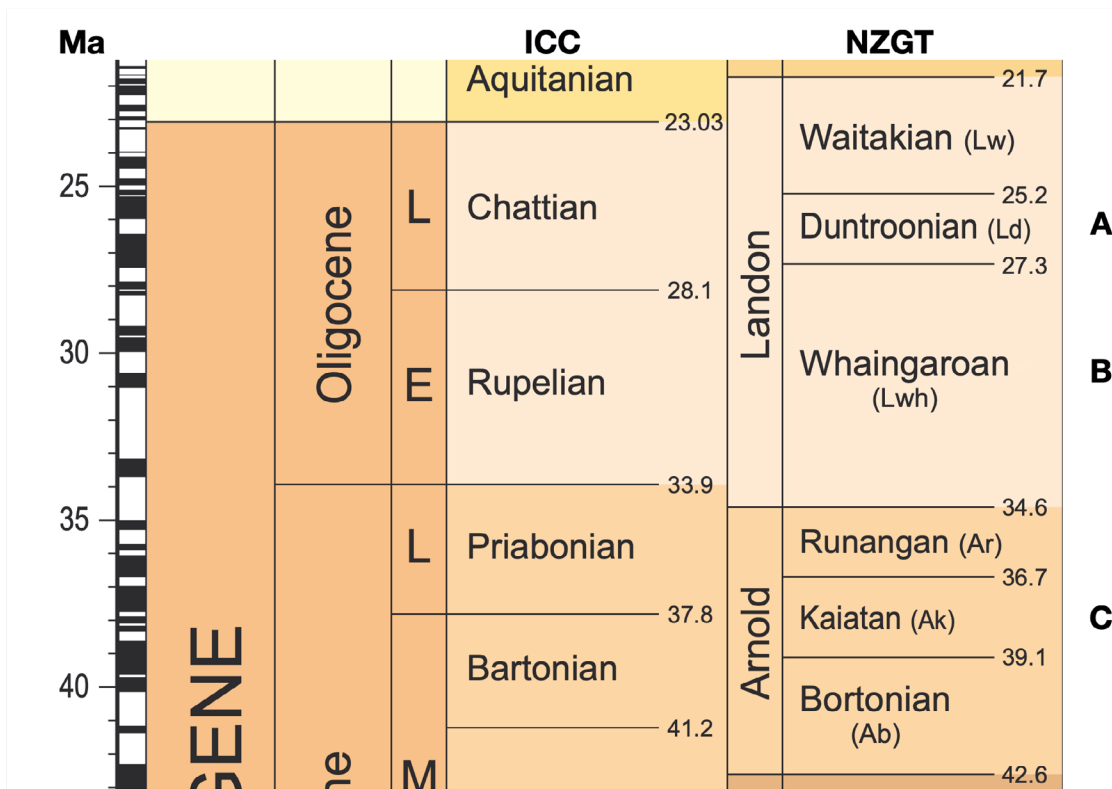 Ma ICC NZGT
Aquitanian
21.7
23.03
Waitakian (Lw)
25
25.2
L
Chattian
Duntroonian (Ld)
A
27.3
28.1
Oligocene
Landon
30
E
Rupelian
Whaingaroan
(Lwh)
B
33.9
34.6
35
L
Priabonian
Runangan (Ar)
36.7
37.8
Kaiatan (Ak)
C
39.1
GENE
Arnold
Bartonian
40
Bortonian
(Ab)
41.2
ne
M
42.6